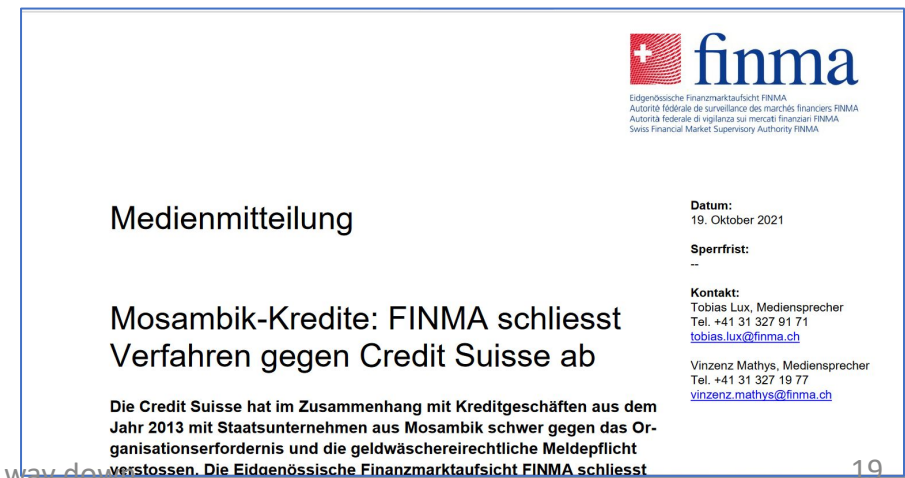 finma
Eidgenössische Finanzmarktaufsicht FINMA
Autorité fédérale de surveillance des marchés financiers FINMA
Autorità federale di vigilanza sui mercati finanziari FINMA
Swiss Financial Market Supervisory Authority FINMA
Medienmitteilung
Mosambik-Kredite: FINMA schliesst
Verfahren gegen Credit Suisse ab
Die Credit Suisse hat im Zusammenhang mit Kreditgeschäften aus dem
Jahr 2013 mit Staatsunternehmen aus Mosambik schwer gegen das Or-
ganisationserfordernis und die geldwäschereirechtliche Meldepflicht
verstossen. Die Eidgenössische Finanzmarktaufsicht FINMA schliesst
Datum:
19. Oktober 2021
Sperrfrist:
--
Kontakt:
Tobias Lux, Mediensprecher
Tel. +41 31 327 91 71
tobias.lux@finma.ch
Vinzenz Mathys, Mediensprecher
Tel. +41 31 327 19 77
vinzenz.mathys@finma.ch
way down
19